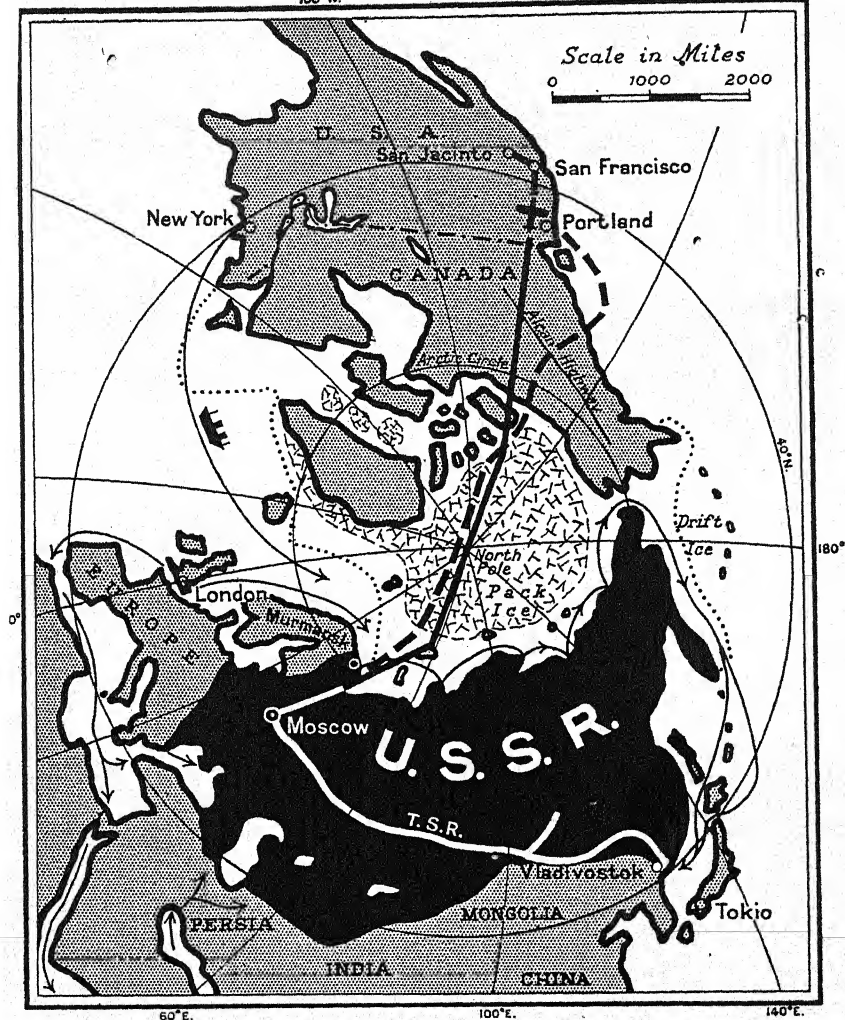 Scale in Miles
0 1000 2000
U. S. A.
San Jacinto
San Francisco
New York
Portland
CANADA
Alcan Highway
Arctic Circle
40°N.
Drift
Ice
180°
North
Pole
Pack
Ice
EUROPE
London
0°
Murmansk
Moscow
U. S. S. R.
T. S. R.
Vladivostok
PERSIA
MONGOLIA
Tokio
INDIA
CHINA
60°E.
100°E.
140°E.